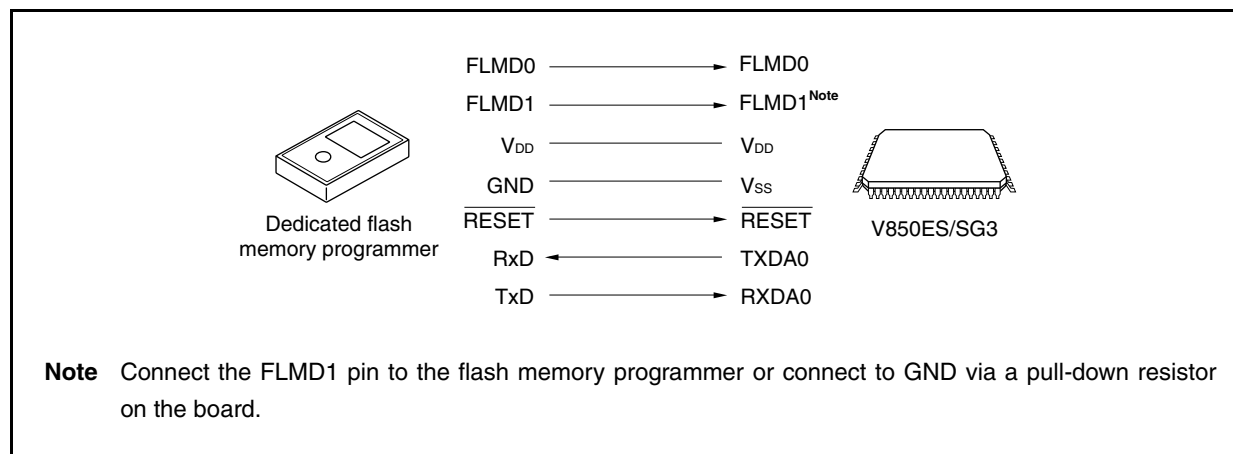 FLMD0 FLMD0
FLMD1 FLMD1Note
VDD VDD
GND VSS
RESET RESET
RxD TXDA0
TxD RXDA0
Dedicated flash
memory programmer
V850ES/SG3
Note Connect the FLMD1 pin to the flash memory programmer or connect to GND via a pull-down resistor
on the board.